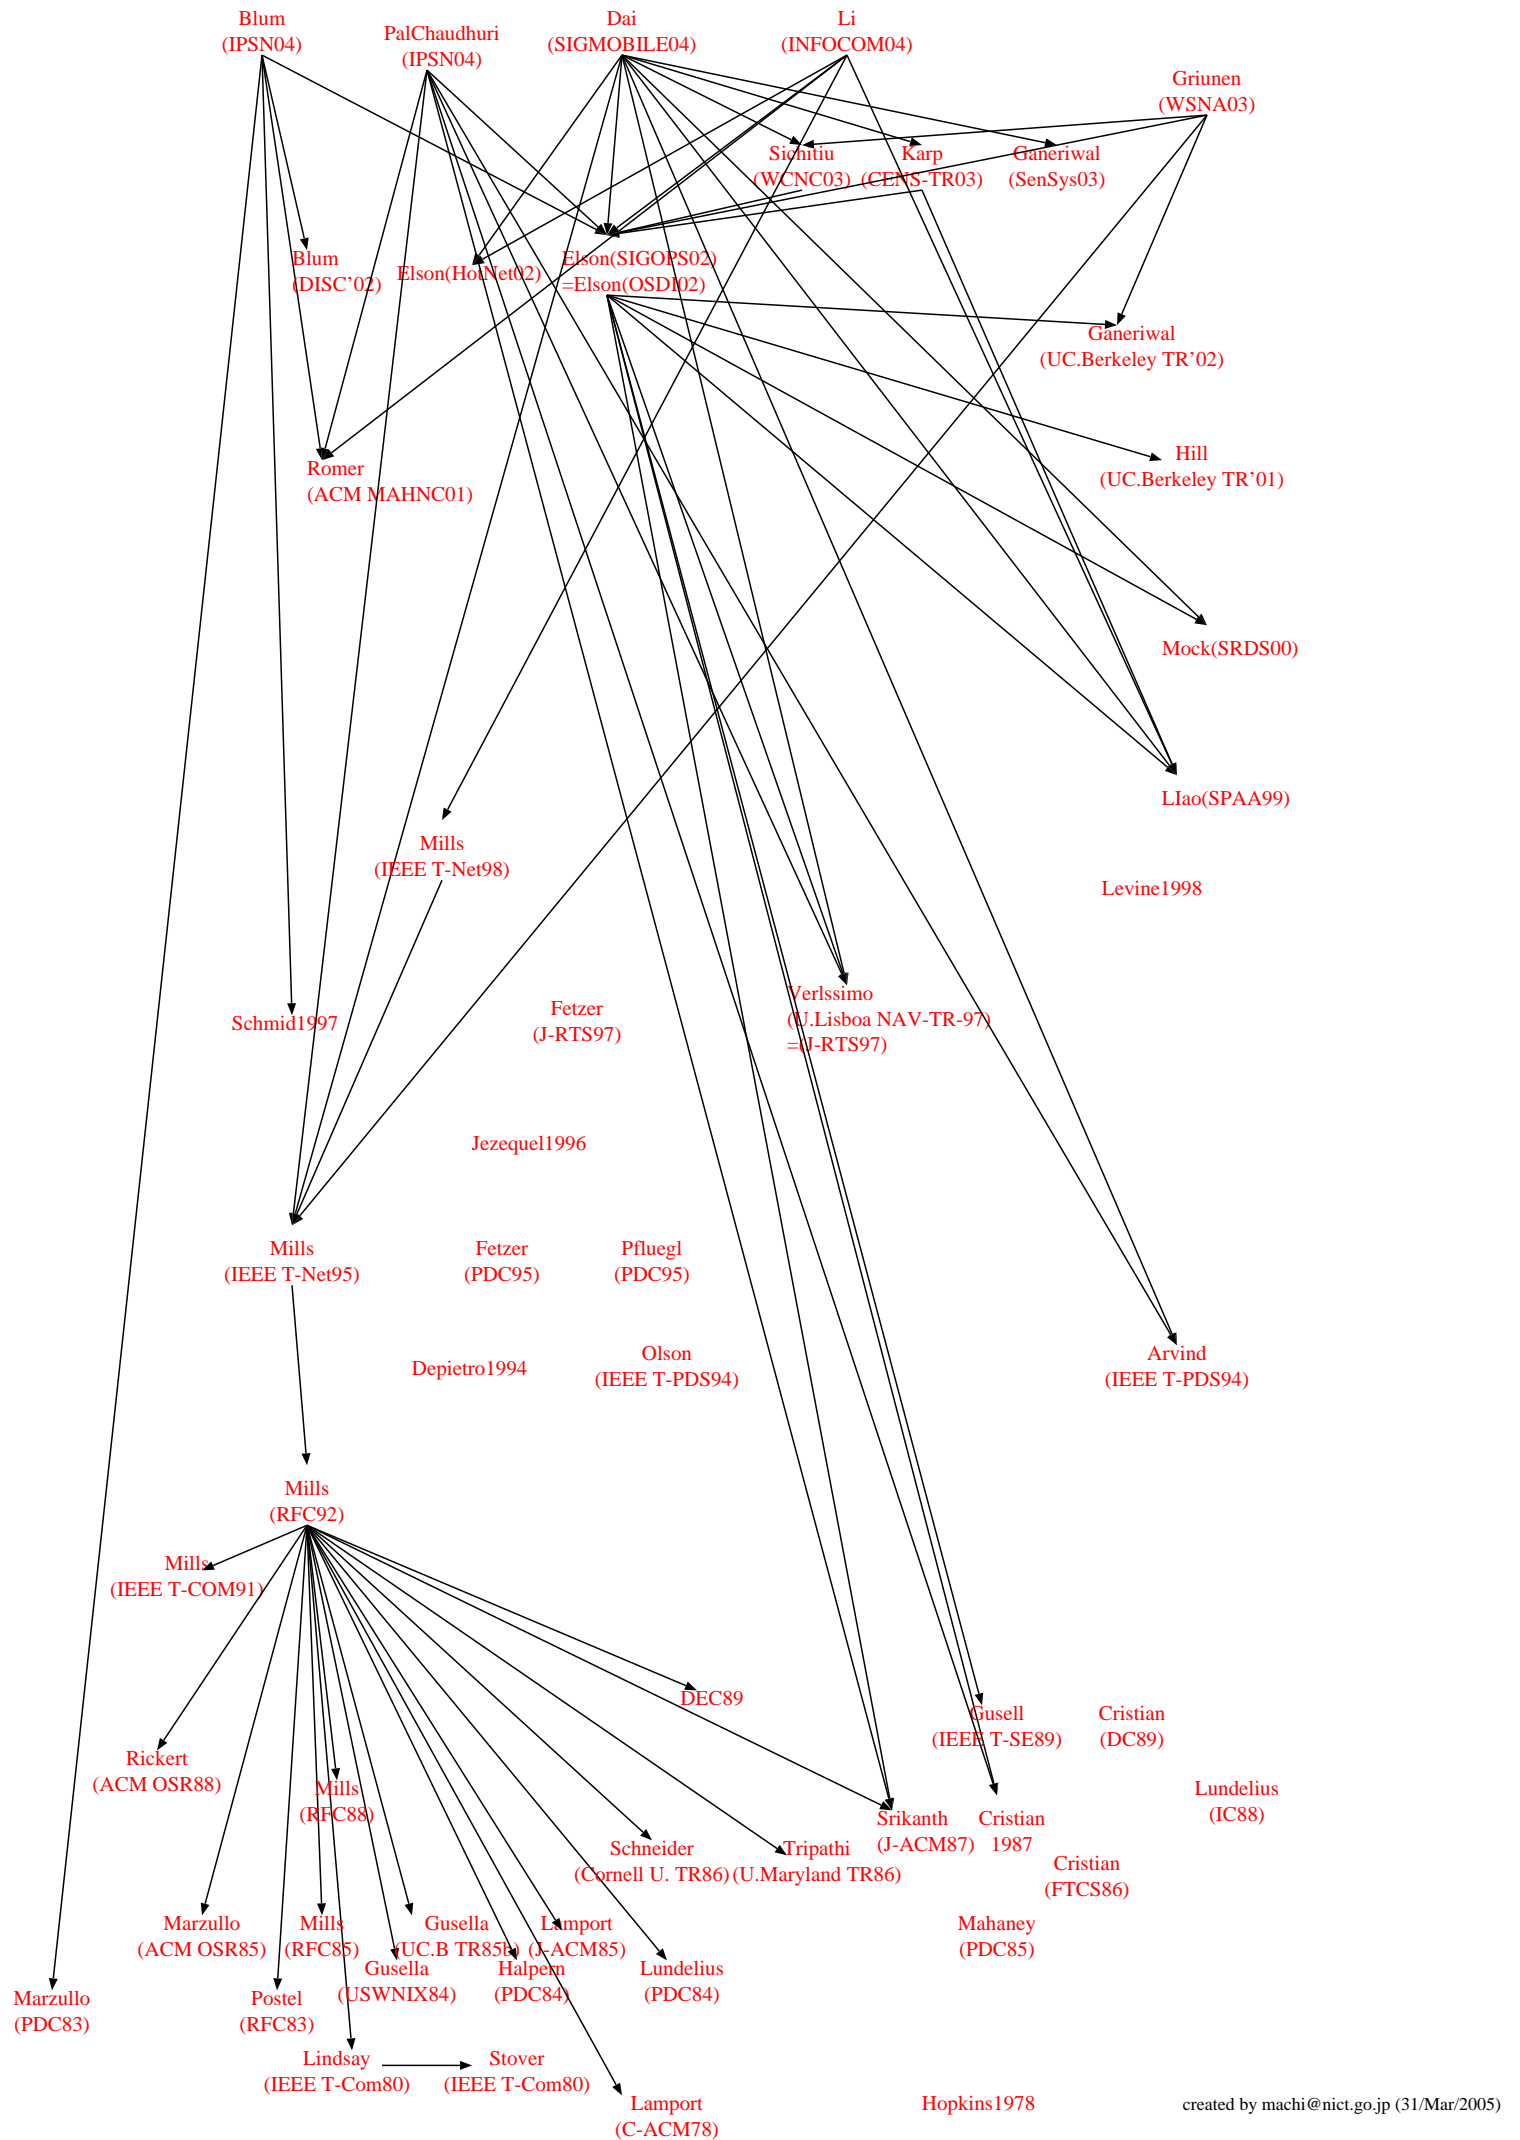 Blum
(IPSN04)
PalChaudhuri
(IPSN04)
Dai
(SIGMOBILE04)
Li
(INFOCOM04)
Griunen
(WSNA03)
Sichitiu
(WCNC03)
Karp
(CENS-TR03)
Ganeriwal
(SenSys03)
Blum
(DISC'02)
Elson(HotNet02)
Elson(SIGOPS02)
=Elson(OSDI02)
Ganeriwal
(UC.Berkeley TR'02)
Romer
(ACM MAHNC01)
Hill
(UC.Berkeley TR'01)
Mock(SRDS00)
LIao(SPAA99)
Mills
(IEEE T-Net98)
Levine1998
Schmid1997
Fetzer
(J-RTS97)
VerIssimo
(U.Lisboa NAV-TR-97)
=(J-RTS97)
Jezequel1996
Mills
(IEEE T-Net95)
Fetzer
(PDC95)
Pfluegl
(PDC95)
Depietro1994
Olson
(IEEE T-PDS94)
Arvind
(IEEE T-PDS94)
Mills
(RFC92)
Mills
(IEEE T-COM91)
DEC89
Gusell
(IEEE T-SE89)
Cristian
(DC89)
Rickert
(ACM OSR88)
Mills
(RFC88)
Lundelius
(IC88)
Srikanth
(J-ACM87)
Cristian
1987
Schneider
(Cornell U. TR86)
Tripathi
(U.Maryland TR86)
Cristian
(FTCS86)
Marzullo
(ACM OSR85)
Mills
(RFC85)
Gusella
(UC.B TR85b)
Lamport
(J-ACM85)
Mahaney
(PDC85)
Gusella
(USWNIX84)
Halpern
(PDC84)
Lundelius
(PDC84)
Marzullo
(PDC83)
Postel
(RFC83)
Lindsay
(IEEE T-Com80)
Stover
(IEEE T-Com80)
Lamport
(C-ACM78)
Hopkins1978
created by machi@nict.go.jp (31/Mar/2005)